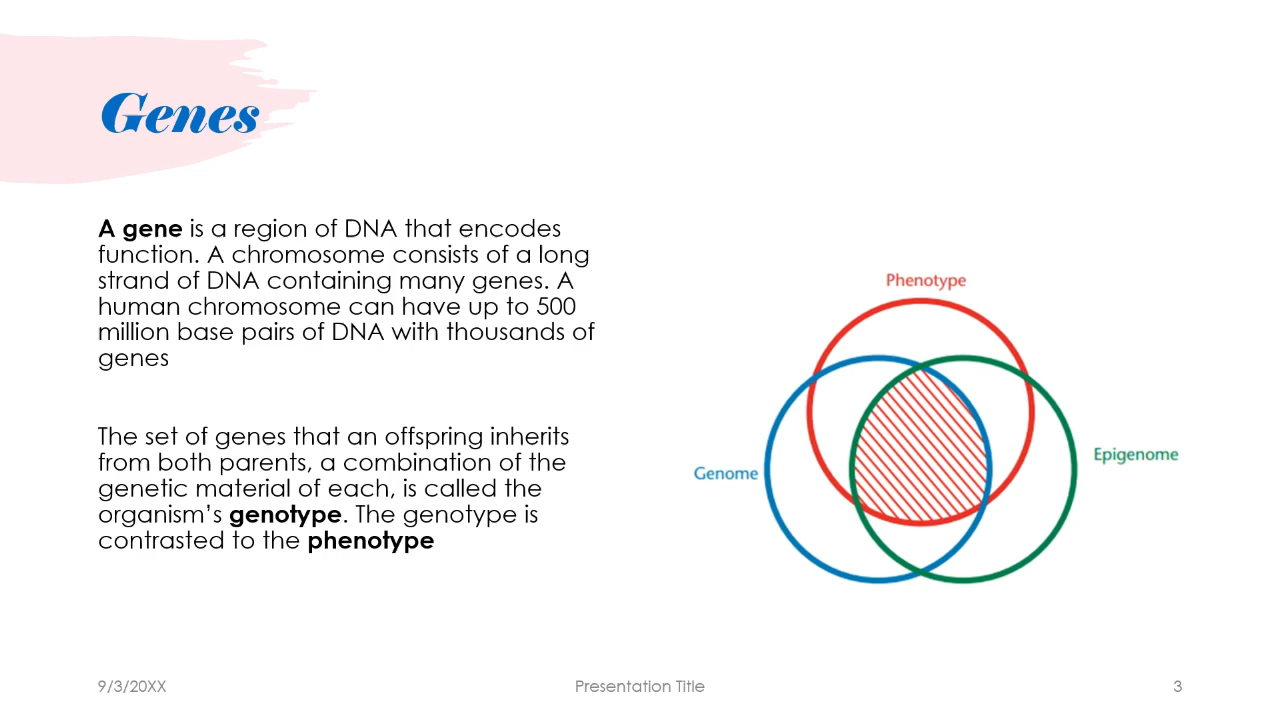 Genes
A gene is a region of DNA that encodes
function. A chromosome consists of a long
strand of DNA containing many genes. A
human chromosome can have up to 500
million base pairs of DNA with thousands of
genes
The set of genes that an offspring inherits
from both parents, a combination of the
genetic material of each, is called the
organism’s genotype. The genotype is
contrasted to the phenotype
Phenotype
Genome
Epigenome
9/3/20XX
Presentation Title
3